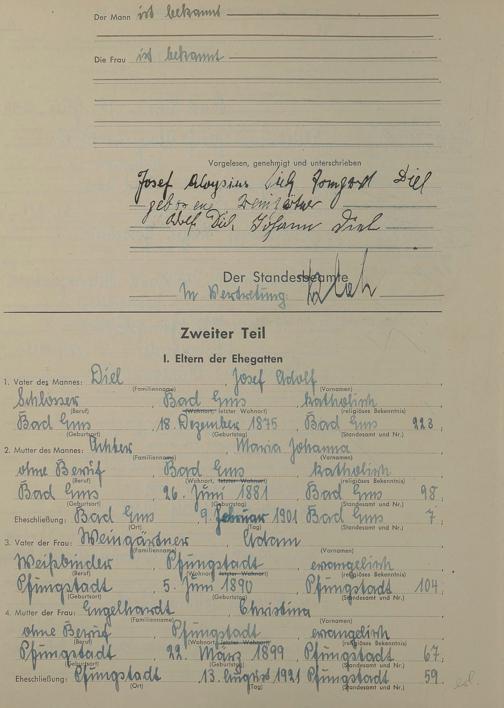 Der Mann ist bekannt
Die Frau ist bekannt
Vorgelesen, genehmigt und unterschrieben
Josef Aloysius Diel Irmgard Diel
geborene Weingärtner
Adolf Diel Johann Diel
Der Standesbeamte
In Vertretung:
Zweiter Teil
I. Eltern der Ehegatten
1. Vater des Mannes: Diel Josef Adolf
(Familienname) (Vornamen)
Schlosser Bad Ems katholisch
(Beruf) (Wohnort, letzter Wohnort) (religiöses Bekenntnis)
Bad Ems 18. Dezember 1875 Bad Ems 223
(Geburtsort) (Geburtstag) (Standesamt und Nr.)
2. Mutter des Mannes: Maria Johanna
(Familienname) (Vornamen)
ohne Beruf Bad Ems katholisch
(Beruf) (Wohnort, letzter Wohnort) (religiöses Bekenntnis)
Bad Ems 26. Juni 1881 Bad Ems 98
(Geburtsort) (Geburtstag) (Standesamt und Nr.)
Eheschließung: Bad Ems 9. Februar 1901 Bad Ems 7
(Ort) (Tag) (Standesamt und Nr.)
3. Vater der Frau: Weingärtner Adam
(Familienname) (Vornamen)
Weißbinder Pfungstadt evangelisch
(Beruf) (Wohnort, letzter Wohnort) (religiöses Bekenntnis)
Pfungstadt 5. Juni 1890 Pfungstadt 104
(Geburtsort) (Geburtstag) (Standesamt und Nr.)
4. Mutter der Frau: Engelhardt Christina
(Familienname) (Vornamen)
ohne Beruf Pfungstadt evangelisch
(Beruf) (Wohnort, letzter Wohnort) (religiöses Bekenntnis)
Pfungstadt 22. März 1899 Pfungstadt 67
(Geburtsort) (Geburtstag) (Standesamt und Nr.)
Eheschließung: Pfungstadt 13. August 1921 Pfungstadt 59
(Ort) (Tag) (Standesamt und Nr.)